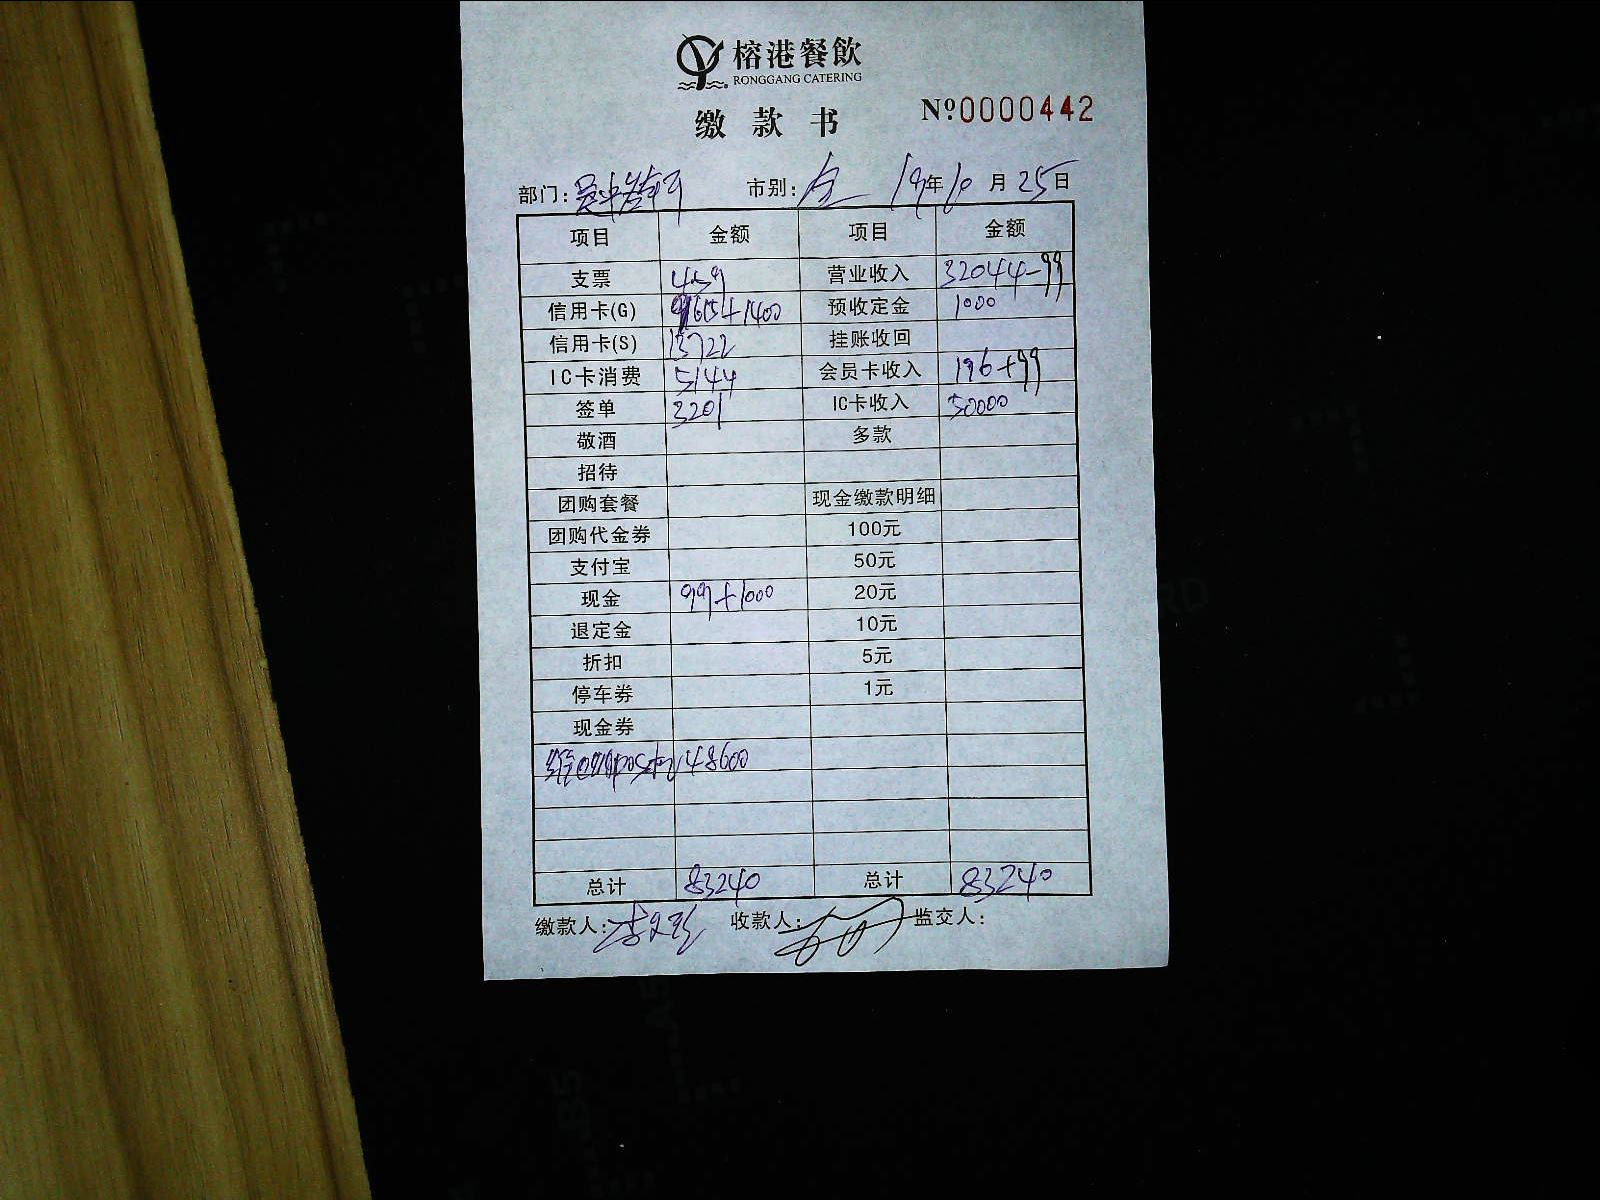 榕港餐飲
RONGGANG CATERING
缴款书 №0000442
部门: 市别: 全 19年10月25日
项目 金额 项目 金额
支票 459 营业收入 32044-99
信用卡(G) 9615+1400 预收定金 1000
信用卡(S) 13722 挂账收回
IC卡消费 5144 会员卡收入 196+99
签单 3201 IC卡收入 50000
敬酒 多款
招待
团购套餐 现金缴款明细
团购代金券 100元
支付宝 50元
现金 99+1000 20元
退定金 10元
折扣 5元
停车券 1元
现金券
48600
总计 83240 总计 83240
缴款人: 收款人: 监交人: